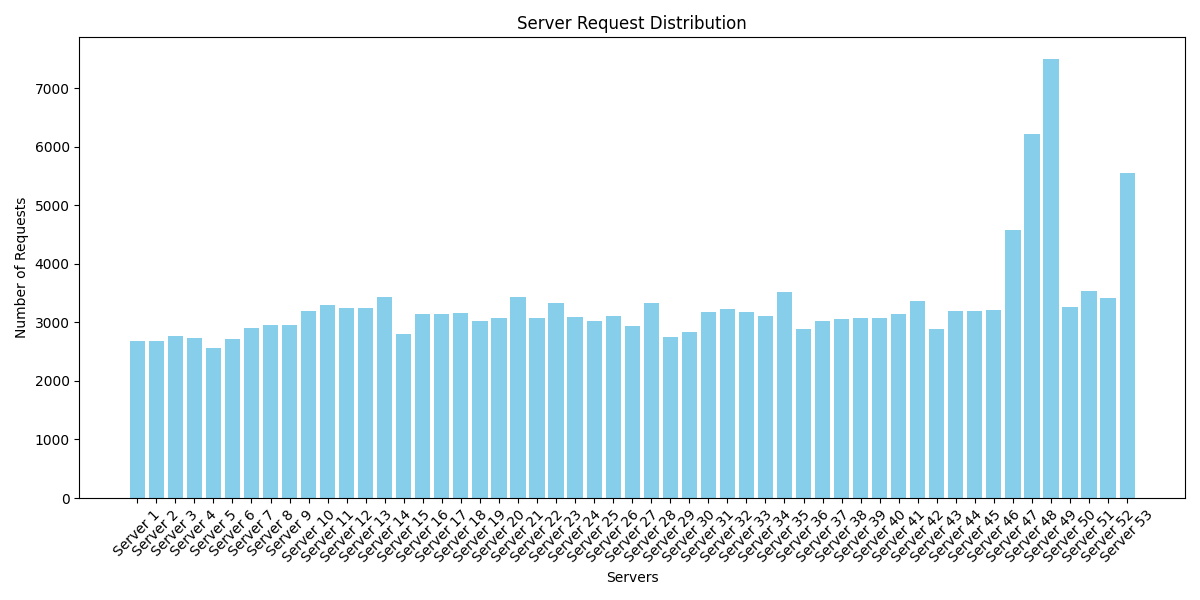 Server Request Distribution
Number of Requests
7000
6000
5000
4000
3000
2000
1000
0
Server 1
Server 2
Server 3
Server 4
Server 5
Server 6
Server 7
Server 8
Server 9
Server 10
Server 11
Server 12
Server 13
Server 14
Server 15
Server 16
Server 17
Server 18
Server 19
Server 20
Server 21
Server 22
Server 23
Server 24
Server 25
Server 26
Server 27
Server 28
Server 29
Server 30
Server 31
Server 32
Server 33
Server 34
Server 35
Server 36
Server 37
Server 38
Server 39
Server 40
Server 41
Server 42
Server 43
Server 44
Server 45
Server 46
Server 47
Server 48
Server 49
Server 50
Server 51
Server 52
Server 53
Servers